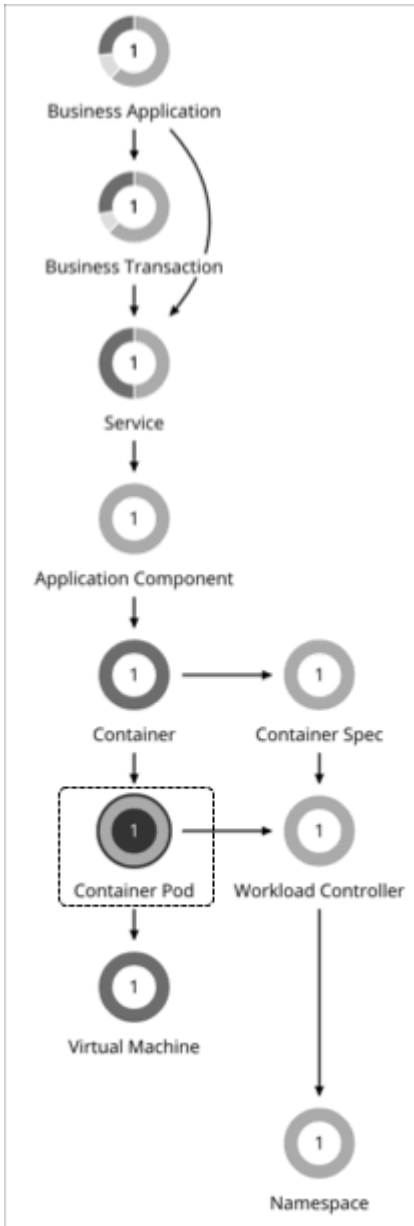 1
Business Application
1
Business Transaction
1
Service
1
Application Component
1
Container
1
Container Spec
1
Container Pod
1
Workload Controller
1
Virtual Machine
1
Namespace